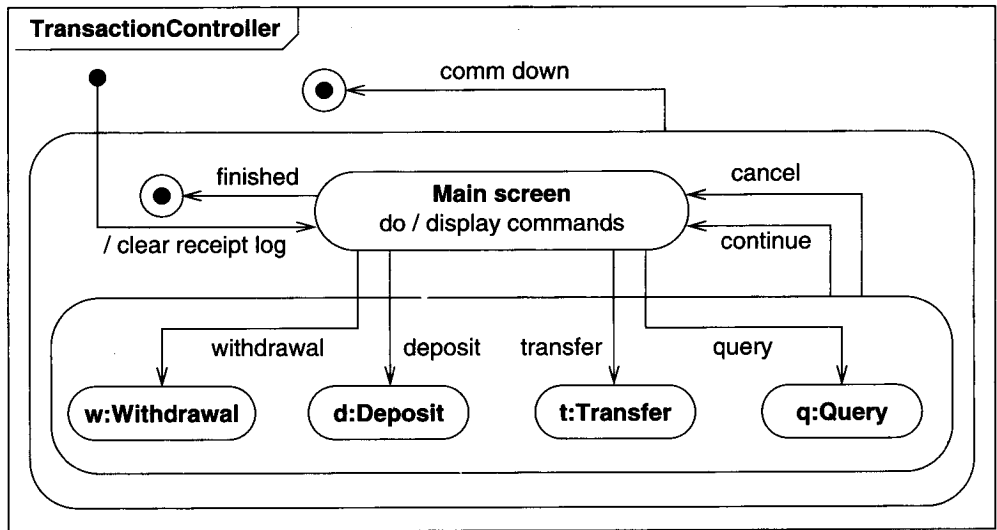 TransactionController
comm down
finished
Main screen
do / display commands
cancel
continue
/ clear receipt log
withdrawal
deposit
transfer
query
w:Withdrawal
d:Deposit
t:Transfer
q:Query